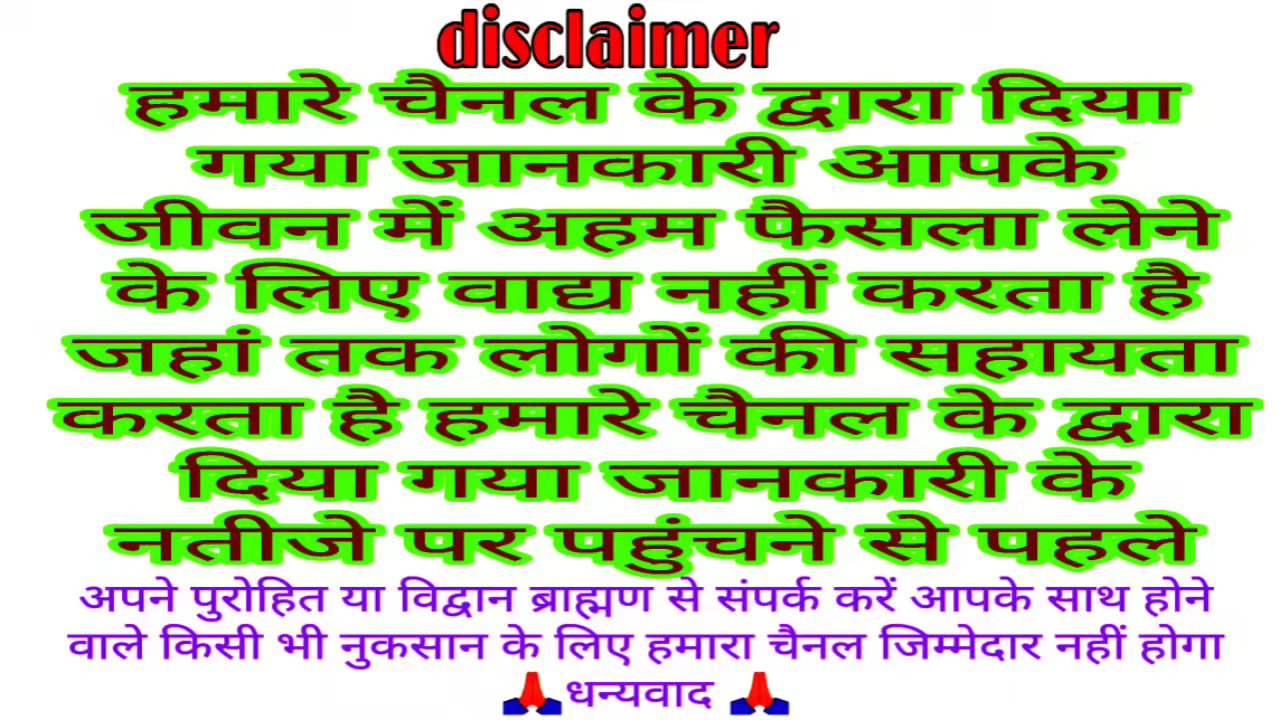 disclaimer
हमारे चैनल के द्वारा दिया
गया जानकारी आपके
जीवन में अहम फैसला लेने
के लिए वाद्य नहीं करता है
जहां तक लोगों की सहायता
करता है हमारे चैनल के द्वारा
दिया गया जानकारी के
नतीजे पर पहुंचने से पहले
अपने पुरोहित या विद्वान ब्राह्मण से संपर्क करें आपके साथ होने
वाले किसी भी नुकसान के लिए हमारा चैनल जिम्मेदार नहीं होगा
🙏धन्यवाद 🙏